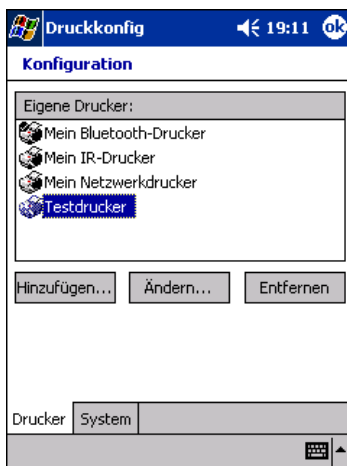 Druckkonfig 19:11 ok
Konfiguration
Eigene Drucker:
Mein Bluetooth-Drucker
Mein IR-Drucker
Mein Netzwerkdrucker
Testdrucker
Hinzufügen... Ändern... Entfernen
Drucker System